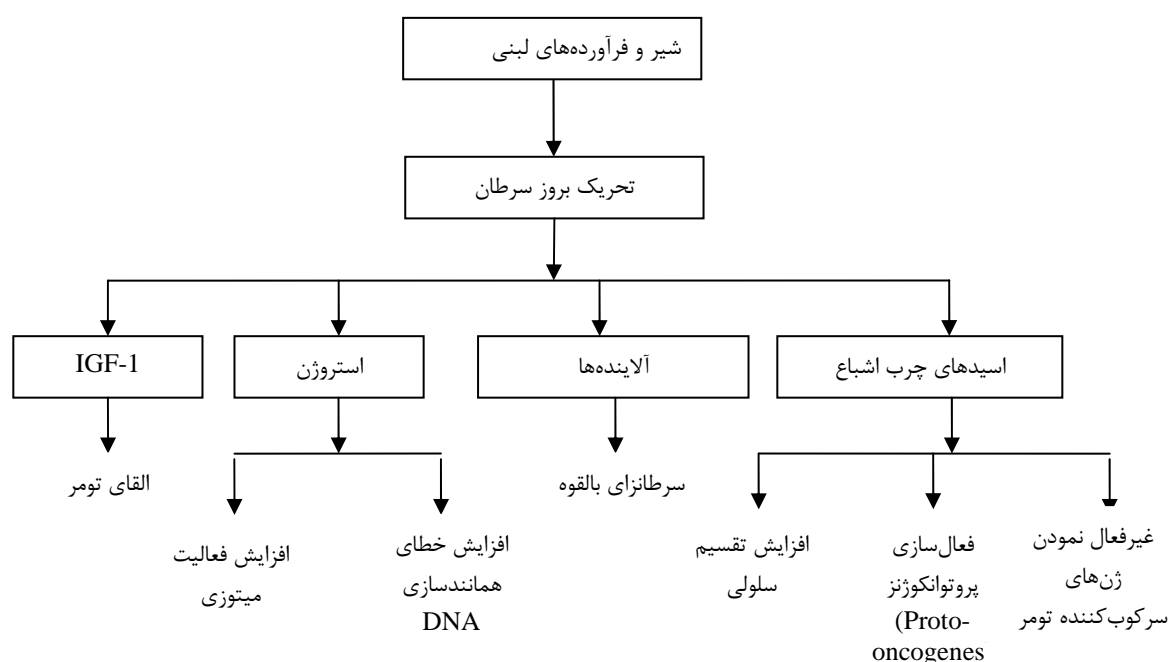 شیر و فرآورده‌های لبنی
تحریک بروز سرطان
اسیدهای چرب اشباع
آلاینده‌ها
استروژن
IGF-1
غیرفعال نمودن
ژن‌های
سرکوب‌کننده تومر
فعال‌سازی
پروتوانکوژنز
(Proto-
oncogenes
افزایش تقسیم
سلولی
سرطانزای بالقوه
افزایش خطای
همانندسازی
DNA
افزایش فعالیت
میتوزی
القای تومر